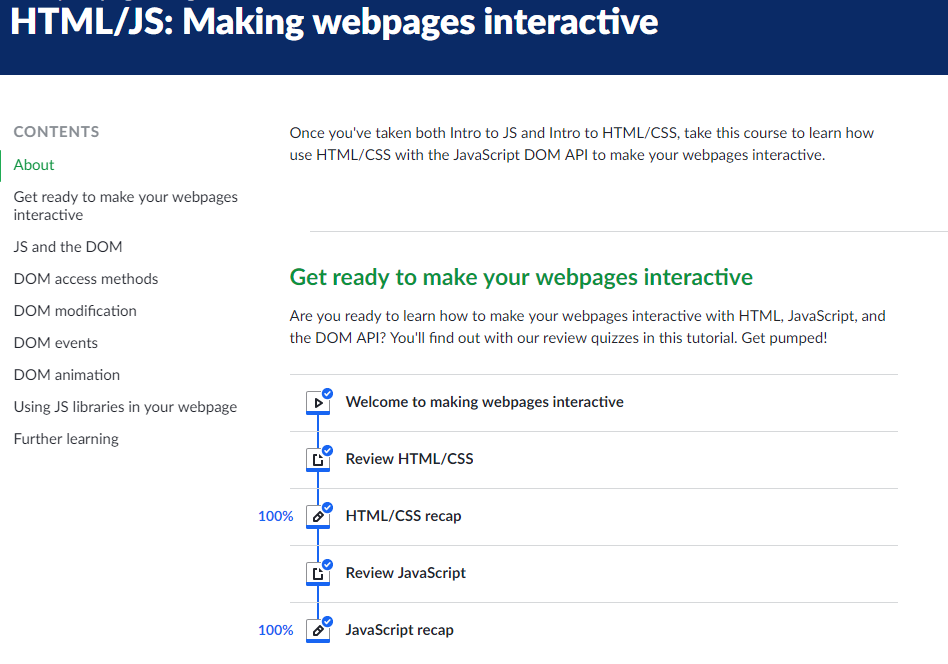 HTML/JS: Making webpages interactive
CONTENTS
About
Get ready to make your webpages
interactive
JS and the DOM
DOM access methods
DOM modification
DOM events
DOM animation
Using JS libraries in your webpage
Further learning
Once you've taken both Intro to JS and Intro to HTML/CSS, take this course to learn how
use HTML/CSS with the JavaScript DOM API to make your webpages interactive.
Get ready to make your webpages interactive
Are you ready to learn how to make your webpages interactive with HTML, JavaScript, and
the DOM API? You'll find out with our review quizzes in this tutorial. Get pumped!
Welcome to making webpages interactive
Review HTML/CSS
100% HTML/CSS recap
Review JavaScript
100% JavaScript recap